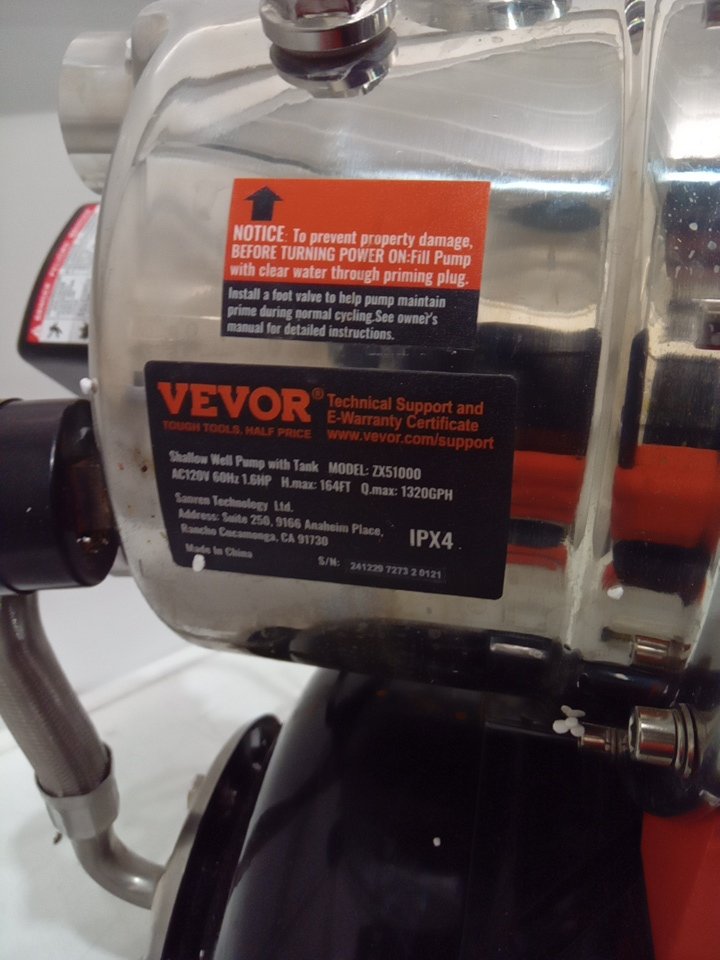 NOTICE: To prevent property damage,
BEFORE TURNING POWER ON:Fill Pump
with clear water through priming plug.
Install a foot valve to help pump maintain
prime during normal cycling.See owner's
manual for detailed instructions.
VEVOR®
TOUGH TOOLS, HALF PRICE
Technical Support and
E-Warranty Certificate
www.vevor.com/support
Shallow Well Pump with Tank MODEL: ZX51000
AC120V 60Hz 1.6HP H.max: 164FT Q.max: 1320GPH
Sanren Technology Ltd.
Address: Suite 250, 9166 Anaheim Place,
Rancho Cucamonga, CA 91730
IPX4
Made In China
S/N: 241229 7273 2 0121